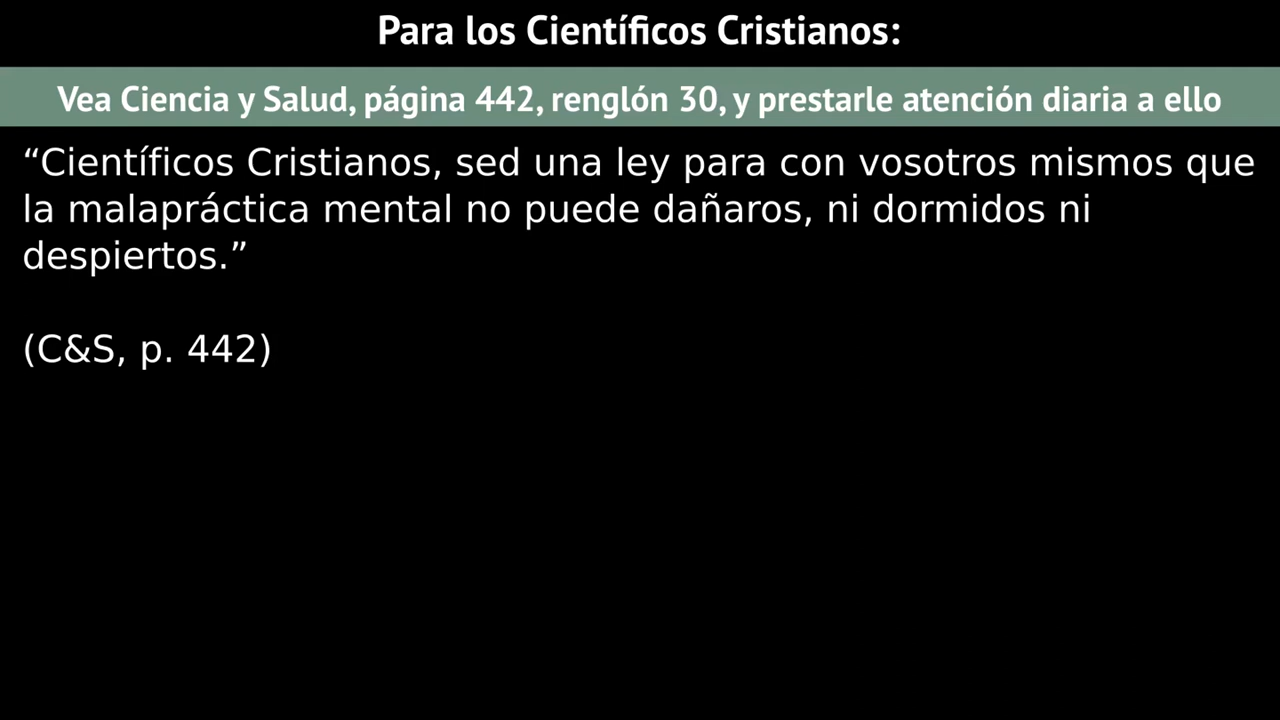 Para los Científicos Cristianos:
Vea Ciencia y Salud, página 442, renglón 30, y prestarle atención diaria a ello
“Científicos Cristianos, sed una ley para con vosotros mismos que
la malapráctica mental no puede dañaros, ni dormidos ni
despiertos.”
(C&S, p. 442)